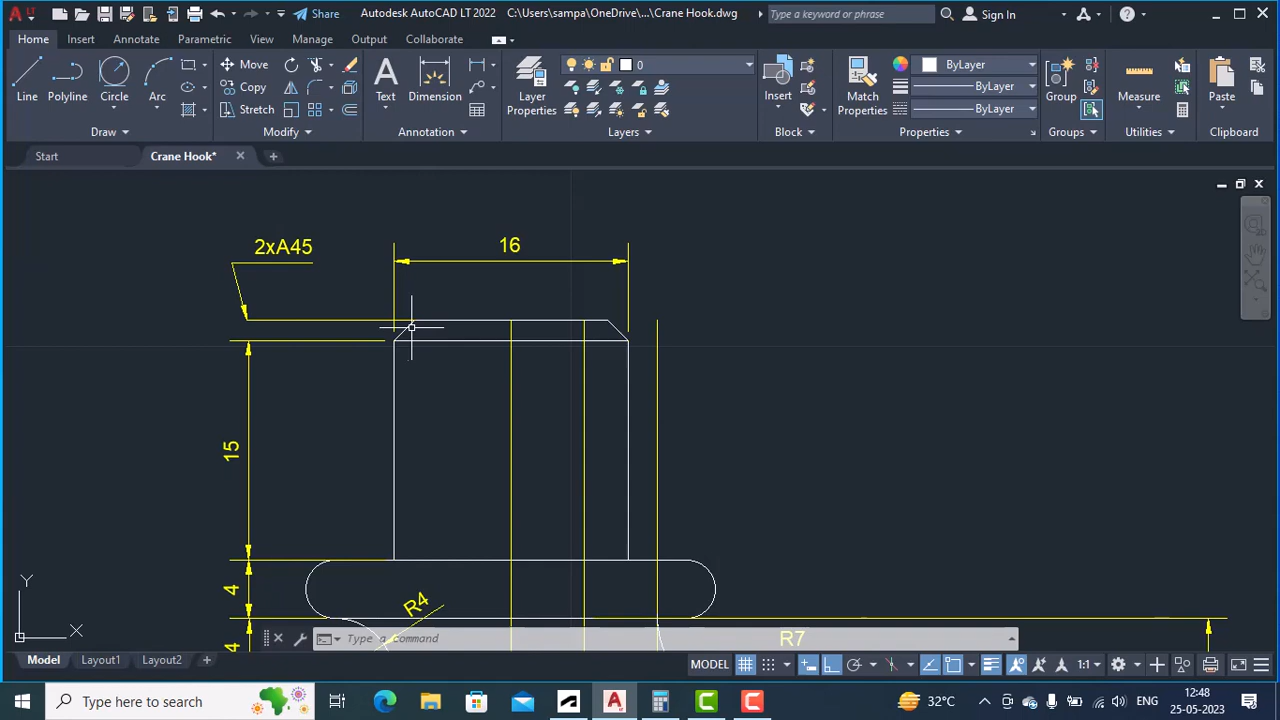 Share
Autodesk AutoCAD LT 2022 C:\Users\sampa\OneDrive\...\Crane Hook.dwg
Type a keyword or phrase
Sign In
Home Insert Annotate Parametric View Manage Output Collaborate
Line Polyline Circle Arc
Move
Copy
Stretch
Text Dimension
Layer
Properties
0
Insert
Match
Properties
ByLayer
ByLayer
ByLayer
Group Measure Paste
Draw Modify Annotation Layers Block Properties Groups Utilities Clipboard
Start Crane Hook*
2xA45 16
15
4
R4
4
R7
Y
X
Type a command
Model Layout1 Layout2
MODEL 1:1
Type here to search
32°C ENG 12:48
25-05-2023